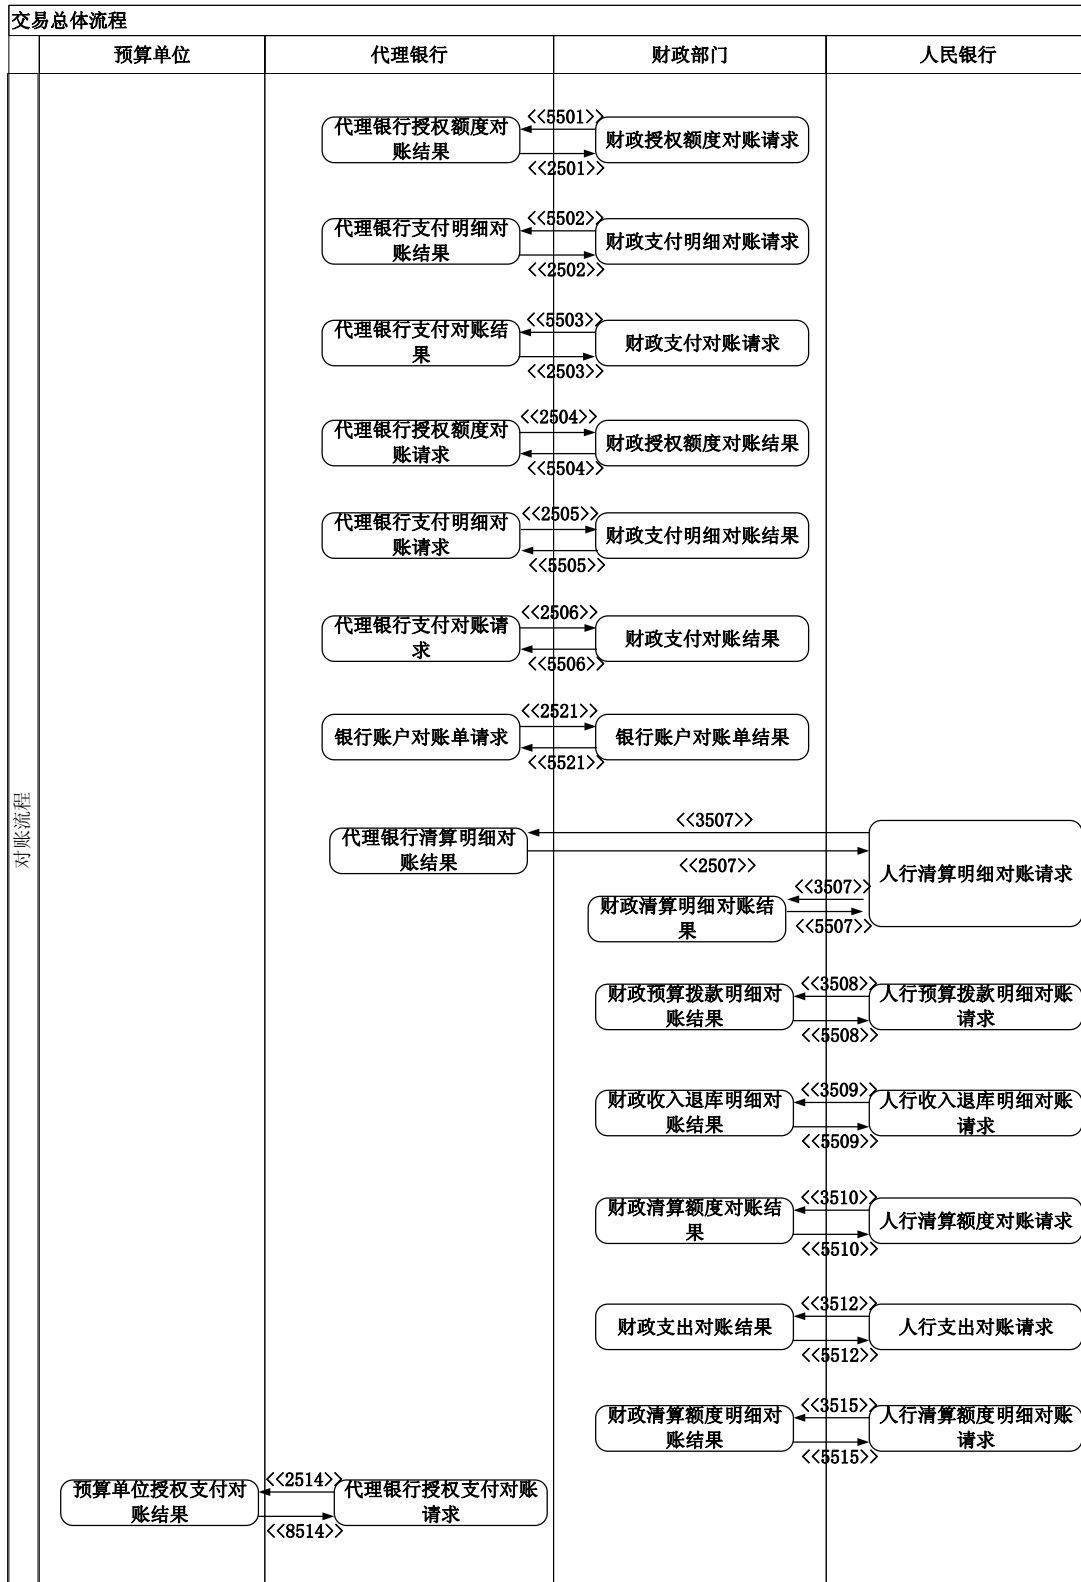 交易总体流程
预算单位
代理银行
财政部门
人民银行
对账流程
<<5501>>
代理银行授权额度对
账结果
财政授权额度对账请求
<<2501>>
<<5502>>
代理银行支付明细对
账结果
财政支付明细对账请求
<<2502>>
<<5503>>
代理银行支付对账结
果
财政支付对账请求
<<2503>>
<<2504>>
代理银行授权额度对
账请求
财政授权额度对账结果
<<5504>>
<<2505>>
代理银行支付明细对
账请求
财政支付明细对账结果
<<5505>>
<<2506>>
代理银行支付对账请
求
财政支付对账结果
<<5506>>
<<2521>>
银行账户对账单请求
银行账户对账单结果
<<5521>>
<<3507>>
代理银行清算明细对
账结果
<<2507>>
人行清算明细对账请求
<<3507>>
财政清算明细对账结
果
<<5507>>
<<3508>>
财政预算拨款明细对
账结果
人行预算拨款明细对账
请求
<<5508>>
<<3509>>
财政收入退库明细对
账结果
人行收入退库明细对账
请求
<<5509>>
<<3510>>
财政清算额度对账结
果
人行清算额度对账请求
<<5510>>
<<3512>>
财政支出对账结果
人行支出对账请求
<<5512>>
<<3515>>
财政清算额度明细对
账结果
人行清算额度明细对账
请求
<<5515>>
<<2514>>
预算单位授权支付对
账结果
代理银行授权支付对账
请求
<<8514>>